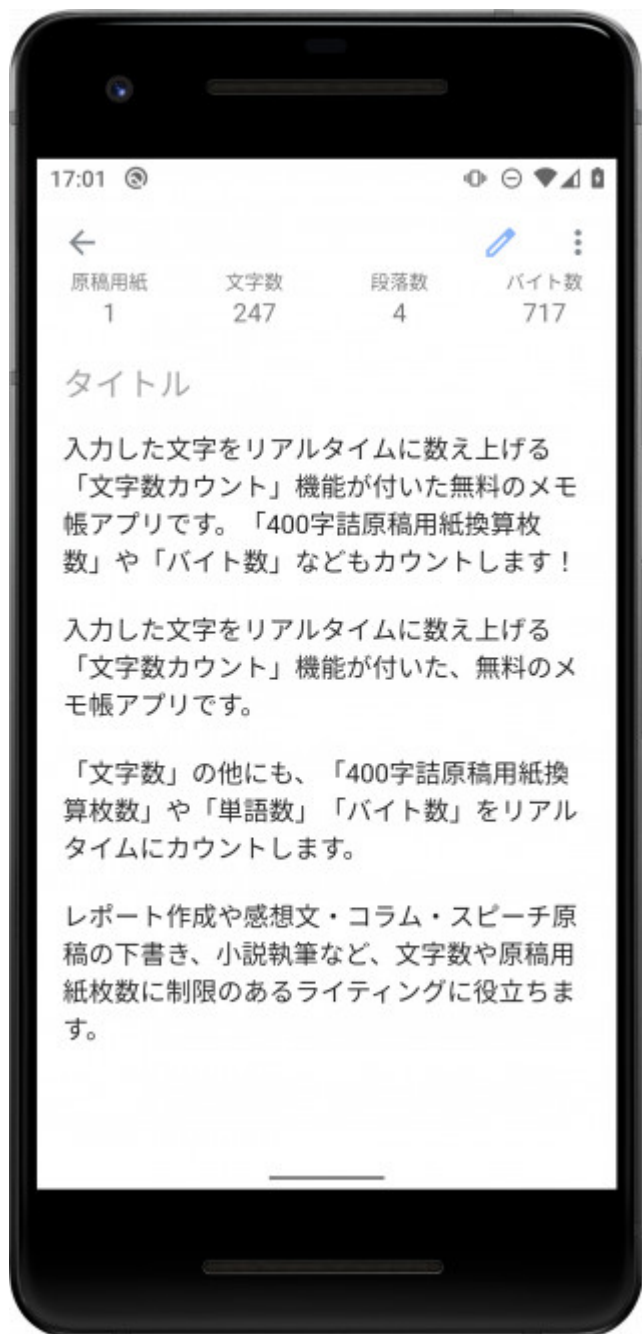 17:01
原稿用紙 文字数 段落数 バイト数
1 247 4 717
タイトル
入力した文字をリアルタイムに数え上げる
「文字数カウント」機能が付いた無料のメモ
帳アプリです。「400字詰原稿用紙換算枚
数」や「バイト数」などもカウントします！
入力した文字をリアルタイムに数え上げる
「文字数カウント」機能が付いた、無料のメ
モ帳アプリです。
「文字数」の他にも、「400字詰原稿用紙換
算枚数」や「単語数」「バイト数」をリアル
タイムにカウントします。
レポート作成や感想文・コラム・スピーチ原
稿の下書き、小説執筆など、文字数や原稿用
紙枚数に制限のあるライティングに役立ちま
す。